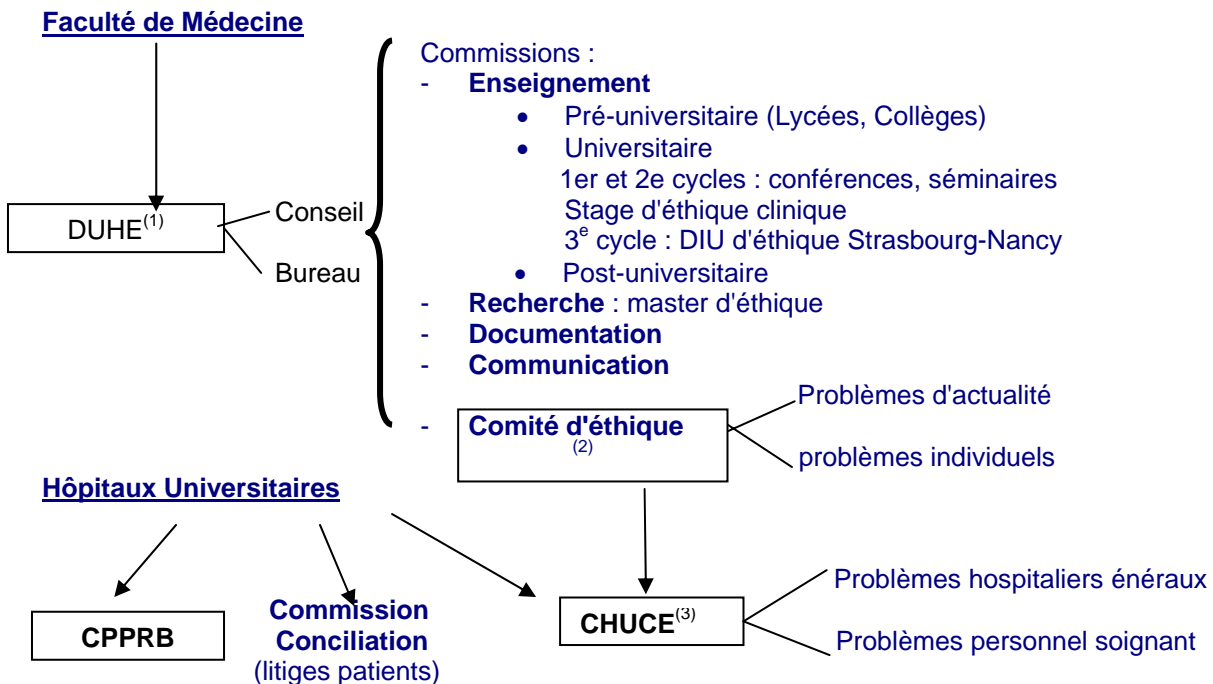 Faculté de Médecine
DUHE(1)
Conseil
Bureau
Commissions :
- Enseignement
• Pré-universitaire (Lycées, Collèges)
• Universitaire
1er et 2e cycles : conférences, séminaires
Stage d'éthique clinique
3e cycle : DIU d'éthique Strasbourg-Nancy
• Post-universitaire
- Recherche : master d'éthique
- Documentation
- Communication
- Comité d'éthique
(2)
Problèmes d'actualité
problèmes individuels
Hôpitaux Universitaires
CPPRB
Commission
Conciliation
(litiges patients)
CHUCE(3)
Problèmes hospitaliers énéraux
Problèmes personnel soignant